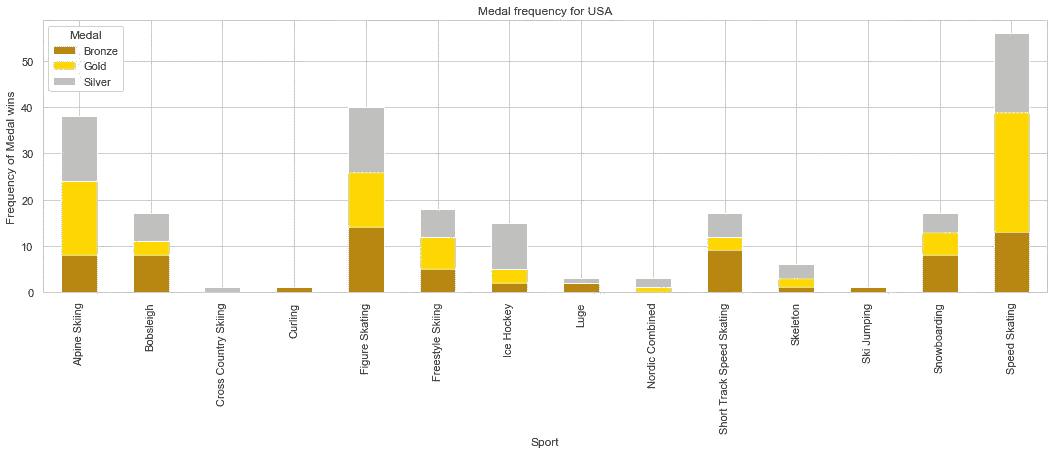 Medal frequency for USA
Medal
Bronze
Gold
Silver
Frequency of Medal wins
50
40
30
20
10
0
Alpine Skiing
Bobsleigh
Cross Country Skiing
Curling
Figure Skating
Freestyle Skiing
Ice Hockey
Luge
Nordic Combined
Short Track Speed Skating
Skeleton
Ski Jumping
Snowboarding
Speed Skating
Sport